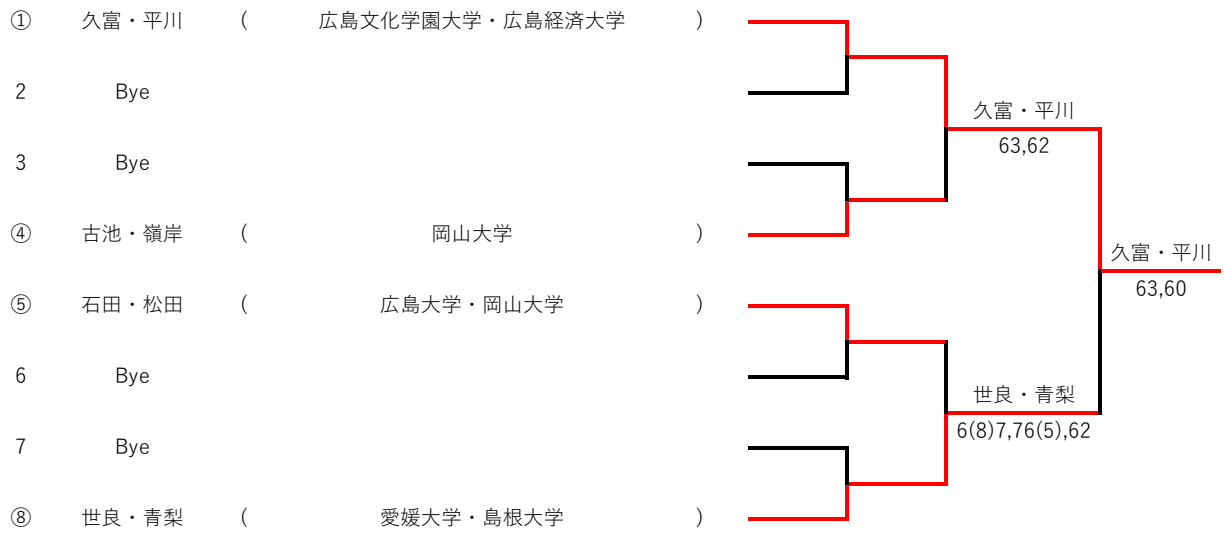 ① 久富・平川 ( 広島文化学園大学・広島経済大学 )
2 Bye
久富・平川
63,62
3 Bye
④ 古池・嶺岸 ( 岡山大学 )
久富・平川
63,60
⑤ 石田・松田 ( 広島大学・岡山大学 )
6 Bye
世良・青梨
6(8)7,76(5),62
7 Bye
⑧ 世良・青梨 ( 愛媛大学・島根大学 )